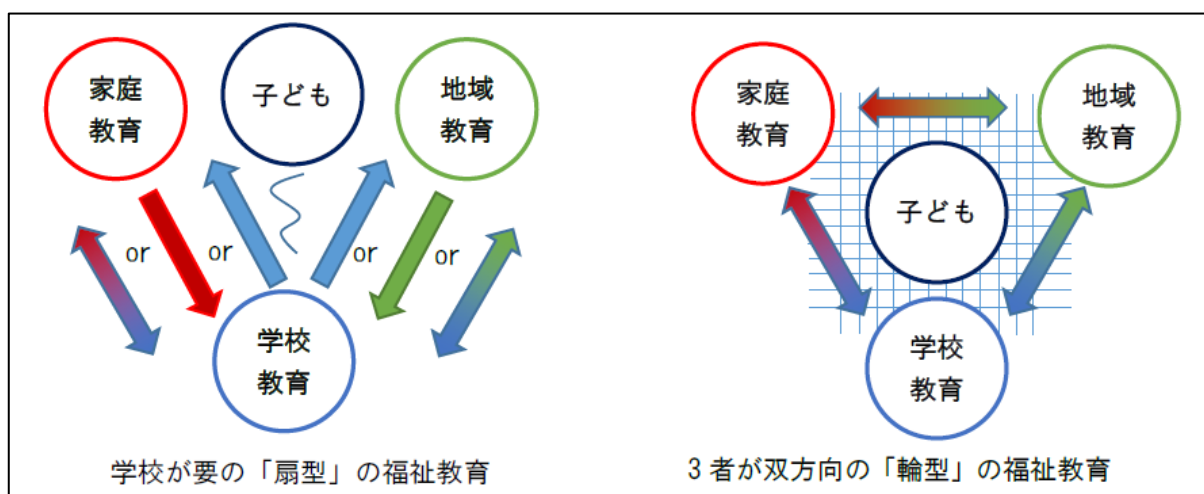 家庭
教育
子ども
地域
教育
or
or
or
or
学校
教育
学校が要の「扇型」の福祉教育
家庭
教育
地域
教育
子ども
学校
教育
3者が双方向の「輪型」の福祉教育